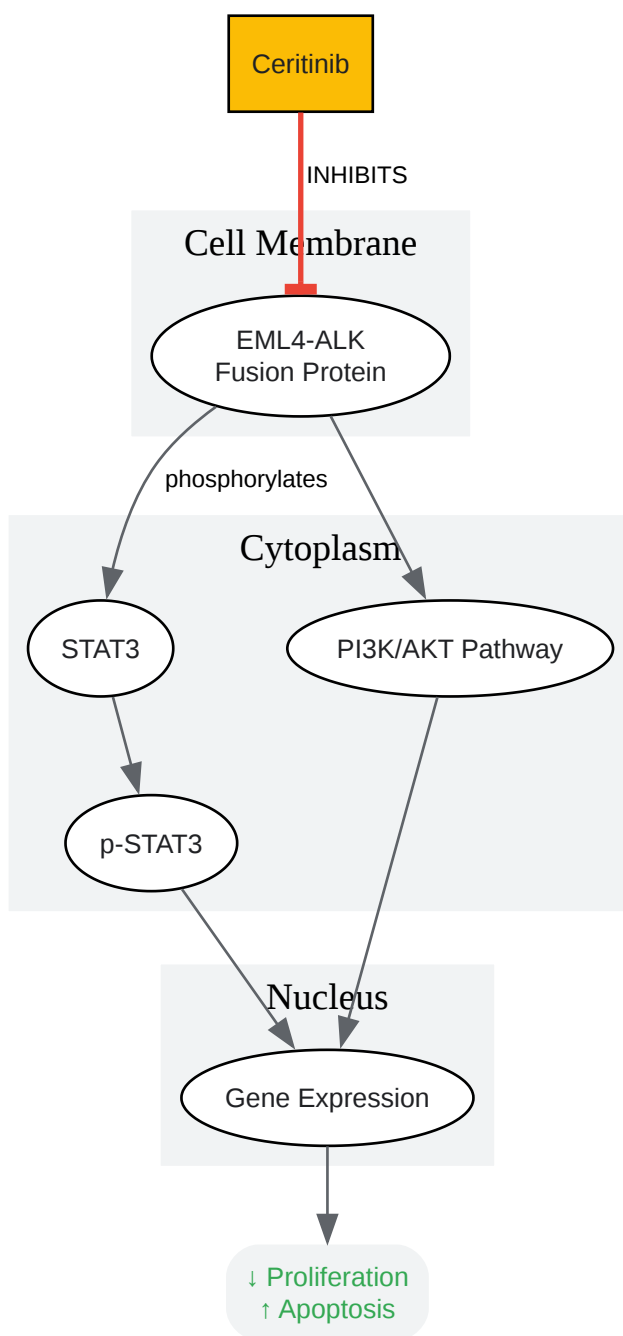 Ceritinib
INHIBITS
Cell Membrane
EML4-ALK
Fusion Protein
phosphorylates
Cytoplasm
STAT3
PI3K/AKT Pathway
p-STAT3
Nucleus
Gene Expression
↓ Proliferation
↑ Apoptosis